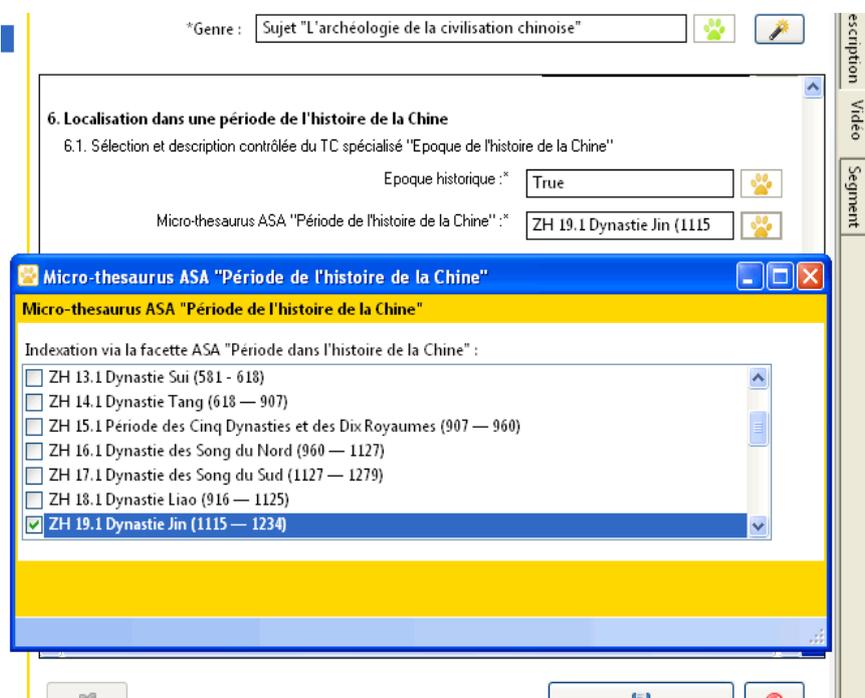 *Genre :
Sujet "L'archéologie de la civilisation chinoise"
6. Localisation dans une période de l'histoire de la Chine
6.1. Sélection et description contrôlée du TC spécialisé "Epoque de l'histoire de la Chine"
Epoque historique :*
True
Micro-thesaurus ASA "Période de l'histoire de la Chine" :*
ZH 19.1 Dynastie Jin (1115
Micro-thesaurus ASA "Période de l'histoire de la Chine"
Micro-thesaurus ASA "Période de l'histoire de la Chine"
Indexation via la facette ASA "Période dans l'histoire de la Chine" :
ZH 13.1 Dynastie Sui (581 - 618)
ZH 14.1 Dynastie Tang (618 — 907)
ZH 15.1 Période des Cinq Dynasties et des Dix Royaumes (907 — 960)
ZH 16.1 Dynastie des Song du Nord (960 — 1127)
ZH 17.1 Dynastie des Song du Sud (1127 — 1279)
ZH 18.1 Dynastie Liao (916 — 1125)
ZH 19.1 Dynastie Jin (1115 — 1234)
escription
Vidéo
Segment